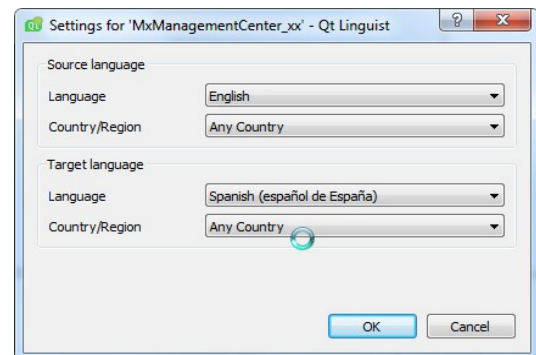 Settings for 'MxManagementCenter_xx' - Qt Linguist
Source language
Language English
Country/Region Any Country
Target language
Language Spanish (español de España)
Country/Region Any Country
OK Cancel